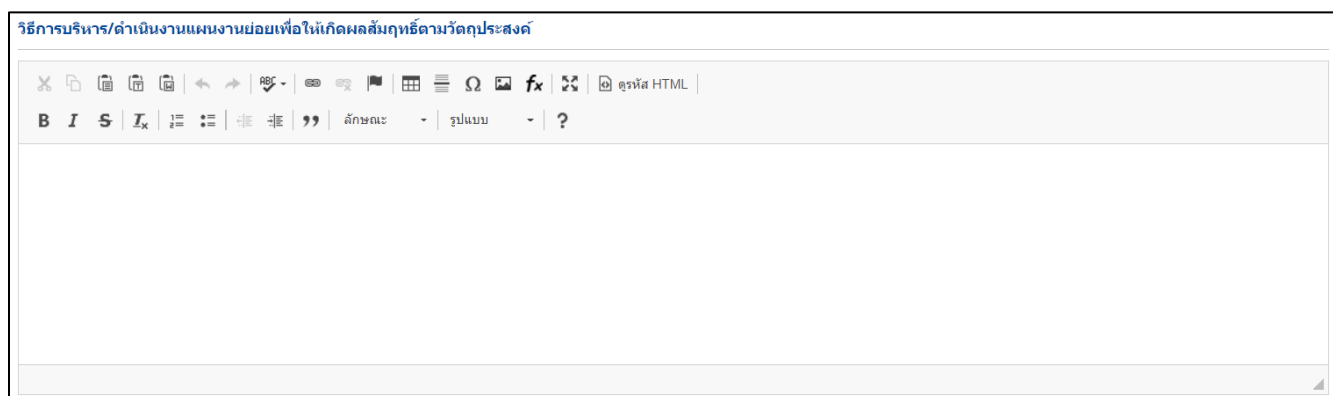 วิธีการบริหาร/ดำเนินงานแผนงานย่อยเพื่อให้เกิดผลสัมฤทธิ์ตามวัตถุประสงค์
ABC ดูรหัส HTML
B I S Ix ลักษณะ รูปแบบ ?